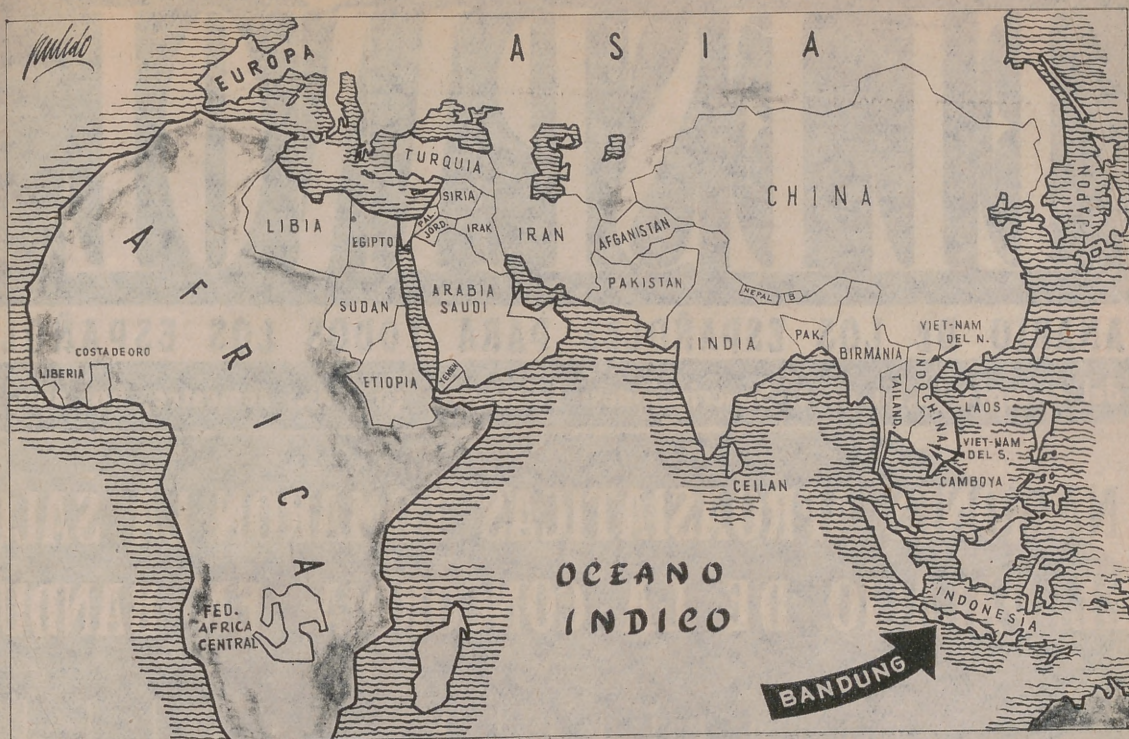 pulido
EUROPA
A S I A
TURQUIA
SIRIA
PAL.
JORD.
IRAK
IRAN
AFGANISTAN
CHINA
JAPON
LIBIA
EGIPTO
PAKISTAN
NEPAL
B
SUDAN
ARABIA
SAUDI
INDIA
PAK.
BIRMANIA
VIET-NAM
DEL N.
AFRICA
COSTA DE ORO
LIBERIA
ETIOPIA
YEMEN
TAILAND.
INDOCHINA
LAOS
VIET-NAM
DEL S.
CAMBOYA
CEILAN
OCEANO
INDICO
FED.
AFRICA
CENTRAL
INDONESIA
BANDUNG